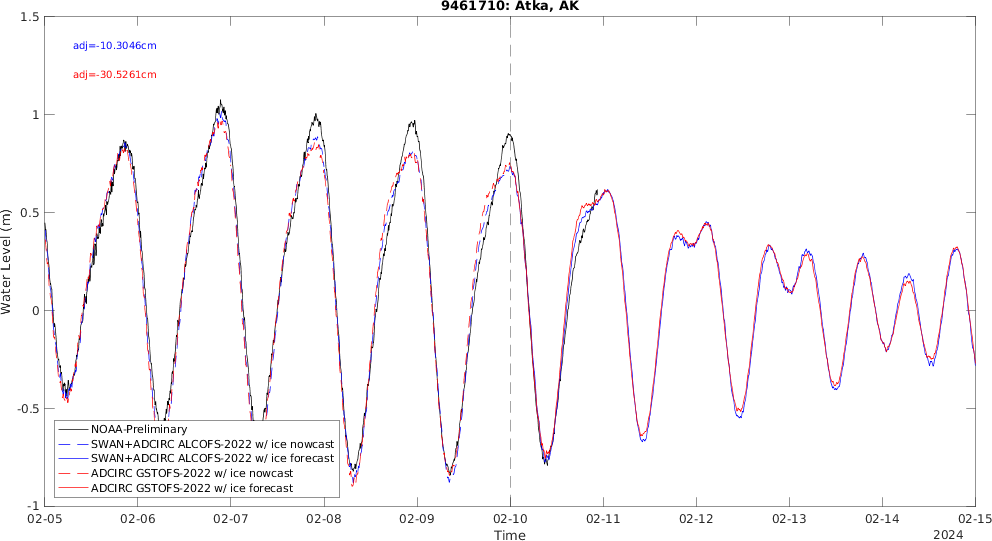 9461710: Atka, AK
adj=-10.3046cm
adj=-30.5261cm
Water Level (m)
1.5
1
0.5
0
-0.5
-1
NOAA-Preliminary
SWAN+ADCIRC ALCOFS-2022 w/ ice nowcast
SWAN+ADCIRC ALCOFS-2022 w/ ice forecast
ADCIRC GSTOFS-2022 w/ ice nowcast
ADCIRC GSTOFS-2022 w/ ice forecast
02-05 02-06 02-07 02-08 02-09 02-10 02-11 02-12 02-13 02-14 02-15
Time
2024